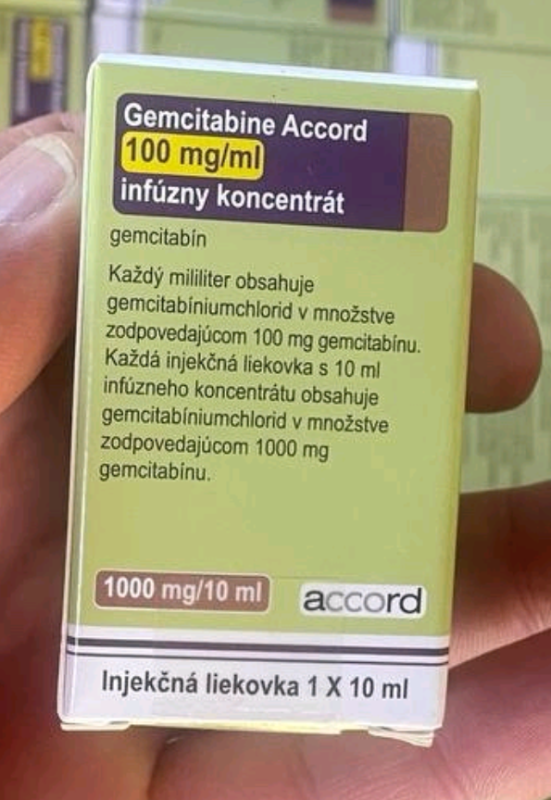 Gemcitabine Accord
100 mg/ml
infúzny koncentrát
gemcitabín
Každý mililiter obsahuje
gemcitabíniumchlorid v množstve
zodpovedajúcom 100 mg gemcitabínu.
Každá injekčná liekovka s 10 ml
infúzneho koncentrátu obsahuje
gemcitabíniumchlorid v množstve
zodpovedajúcom 1000 mg
gemcitabínu.
1000 mg/10 ml
accord
Injekčná liekovka 1 X 10 ml